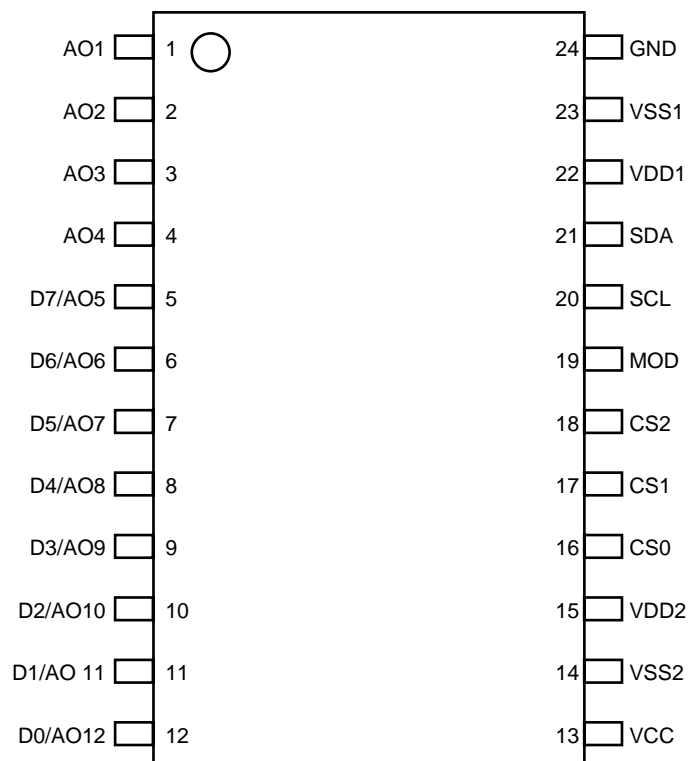 AO1 1 24 GND
AO2 2 23 VSS1
AO3 3 22 VDD1
AO4 4 21 SDA
D7/AO5 5 20 SCL
D6/AO6 6 19 MOD
D5/AO7 7 18 CS2
D4/AO8 8 17 CS1
D3/AO9 9 16 CS0
D2/AO10 10 15 VDD2
D1/AO 11 11 14 VSS2
D0/AO12 12 13 VCC